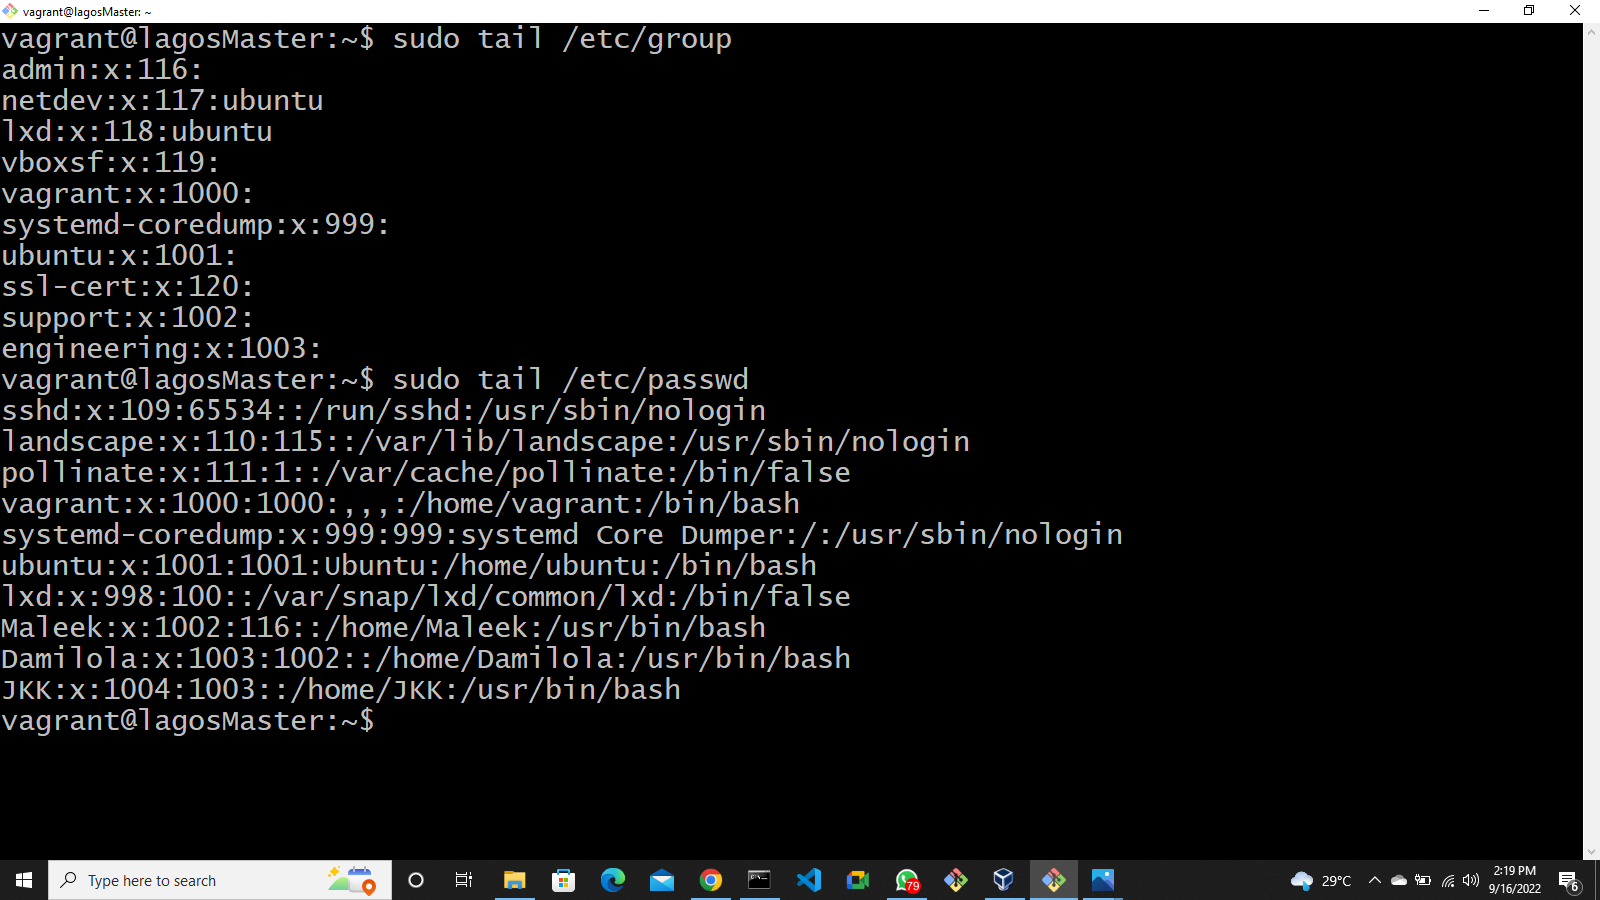 vagrant@lagosMaster: ~
vagrant@lagosMaster:~$ sudo tail /etc/group
admin:x:116:
netdev:x:117:ubuntu
lxd:x:118:ubuntu
vboxsf:x:119:
vagrant:x:1000:
systemd-coredump:x:999:
ubuntu:x:1001:
ssl-cert:x:120:
support:x:1002:
engineering:x:1003:
vagrant@lagosMaster:~$ sudo tail /etc/passwd
sshd:x:109:65534::/run/sshd:/usr/sbin/nologin
landscape:x:110:115::/var/lib/landscape:/usr/sbin/nologin
pollinate:x:111:1::/var/cache/pollinate:/bin/false
vagrant:x:1000:1000:,,,:/home/vagrant:/bin/bash
systemd-coredump:x:999:999:systemd Core Dumper:/:/usr/sbin/nologin
ubuntu:x:1001:1001:Ubuntu:/home/ubuntu:/bin/bash
lxd:x:998:100::/var/snap/lxd/common/lxd:/bin/false
Maleek:x:1002:116::/home/Maleek:/usr/bin/bash
Damilola:x:1003:1002::/home/Damilola:/usr/bin/bash
JKK:x:1004:1003::/home/JKK:/usr/bin/bash
vagrant@lagosMaster:~$
Type here to search
79
29°C
2:19 PM
9/16/2022
6